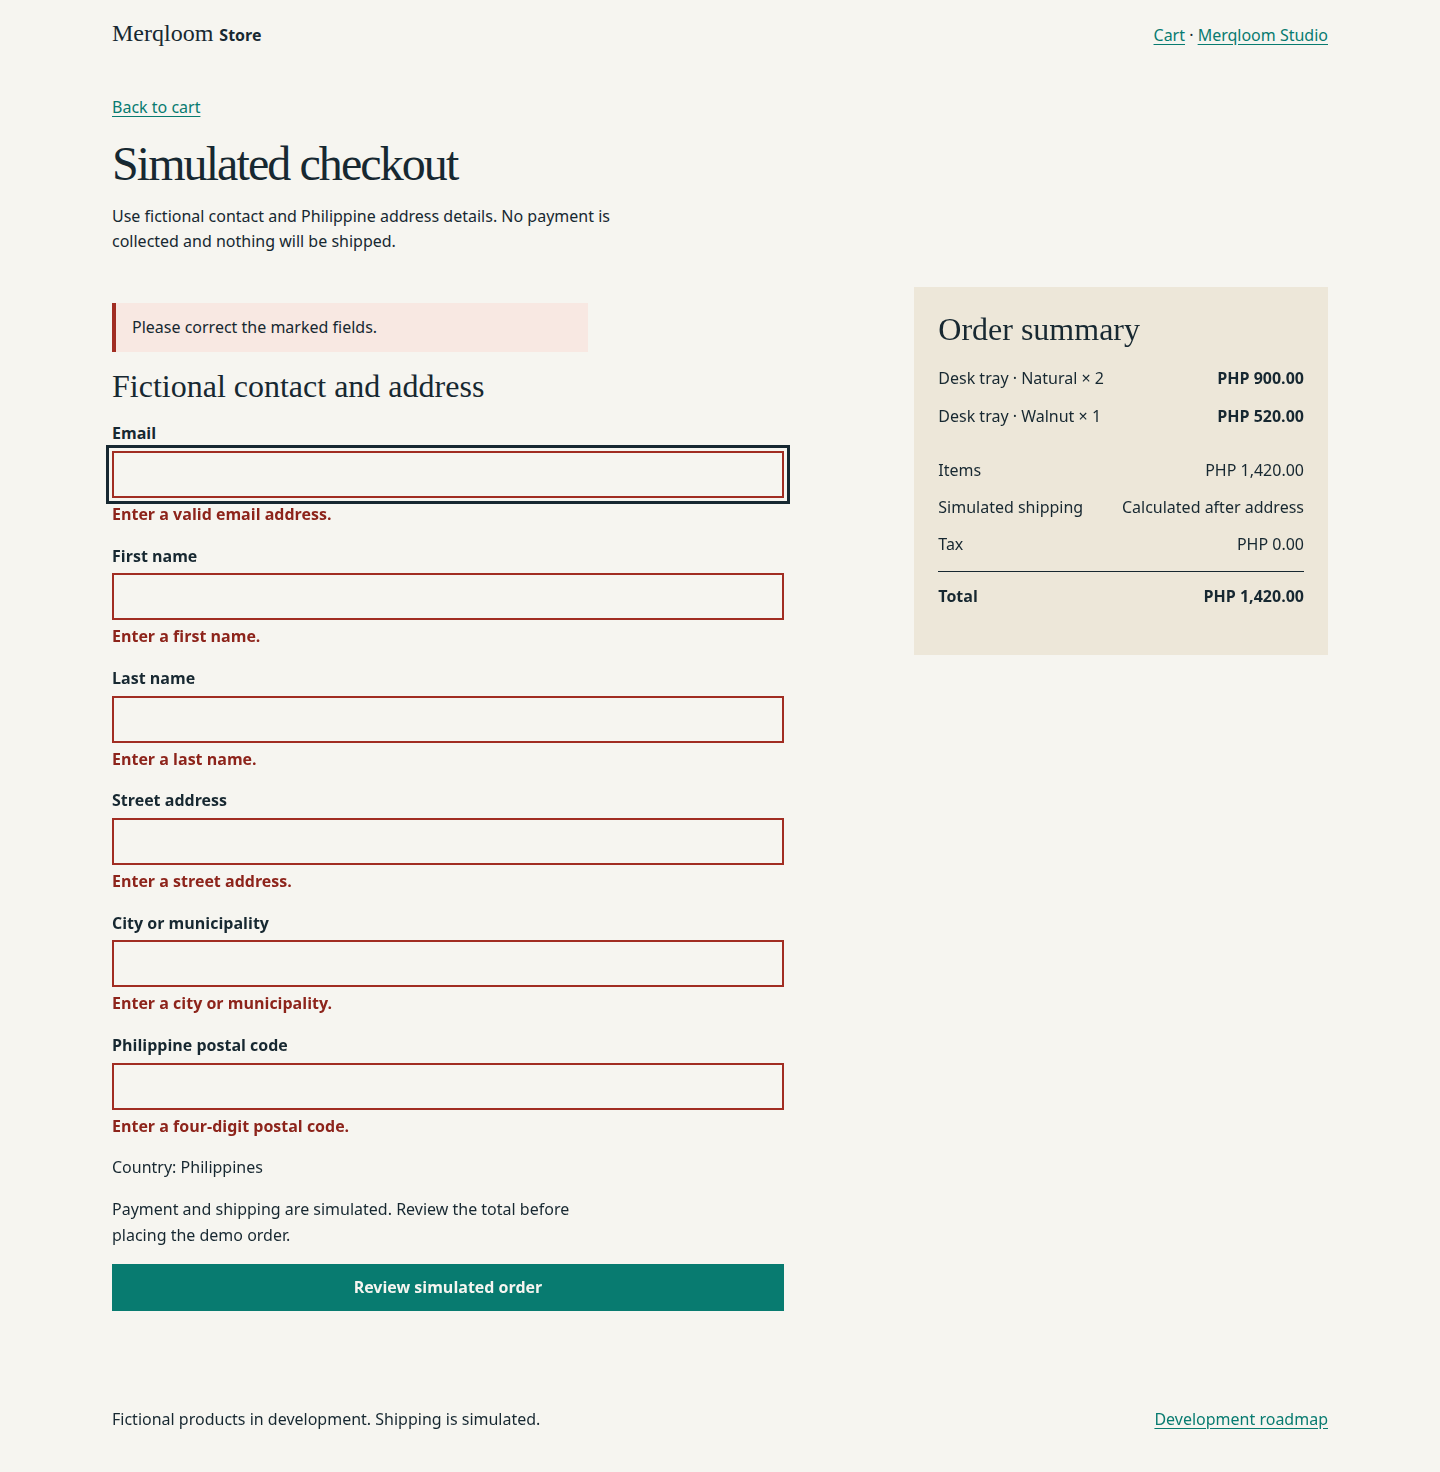 Merqloom Store
Cart · Merqloom Studio
Back to cart
Simulated checkout
Use fictional contact and Philippine address details. No payment is
collected and nothing will be shipped.
Please correct the marked fields.
Fictional contact and address
Email
Enter a valid email address.
First name
Enter a first name.
Last name
Enter a last name.
Street address
Enter a street address.
City or municipality
Enter a city or municipality.
Philippine postal code
Enter a four-digit postal code.
Country: Philippines
Payment and shipping are simulated. Review the total before
placing the demo order.
Review simulated order
Order summary
Desk tray · Natural × 2 PHP 900.00
Desk tray · Walnut × 1 PHP 520.00
Items PHP 1,420.00
Simulated shipping Calculated after address
Tax PHP 0.00
Total PHP 1,420.00
Fictional products in development. Shipping is simulated.
Development roadmap